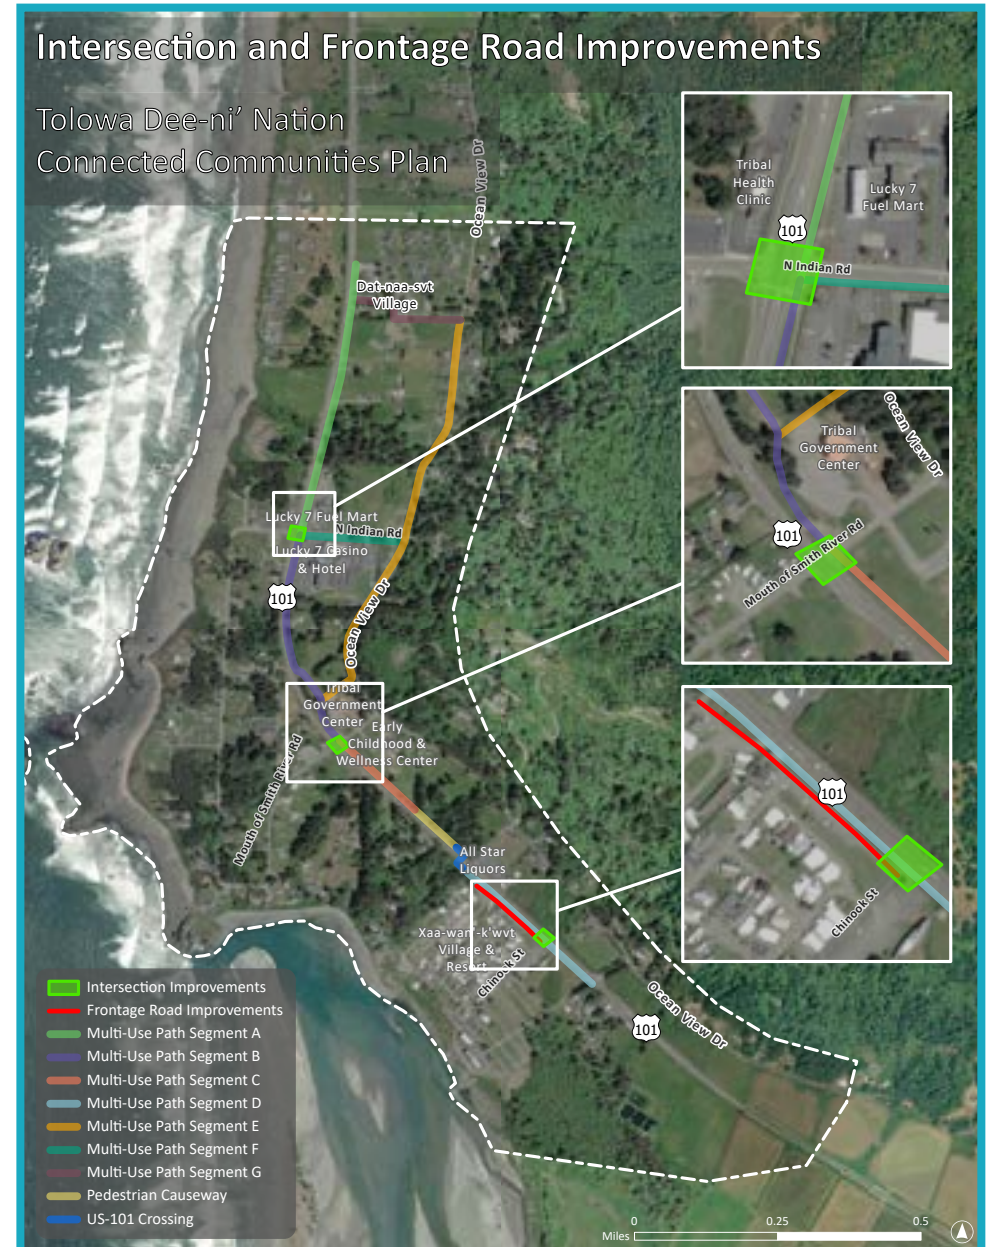 Intersection and Frontage Road Improvements
Tolowa Dee-ni’ Nation
Connected Communities Plan
Ocean View Dr
Dat-naa-svt
Village
Lucky 7 Fuel Mart
N Indian Rd
Lucky 7 Casino
& Hotel
101
Ocean View Dr
Tribal
Government
Center
Early
Childhood &
Wellness Center
Mouth of Smith River Rd
All Star
Liquors
Xaa-wan'-k'wvt
Village &
Resort
Chinook St
Ocean View Dr
101
Tribal
Health
Clinic
Lucky 7
Fuel Mart
101
N Indian Rd
Ocean View Dr
Tribal
Government
Center
101
Mouth of Smith River Rd
101
Chinook St
Intersection Improvements
Frontage Road Improvements
Multi-Use Path Segment A
Multi-Use Path Segment B
Multi-Use Path Segment C
Multi-Use Path Segment D
Multi-Use Path Segment E
Multi-Use Path Segment F
Multi-Use Path Segment G
Pedestrian Causeway
US-101 Crossing
0 0.25 0.5
Miles